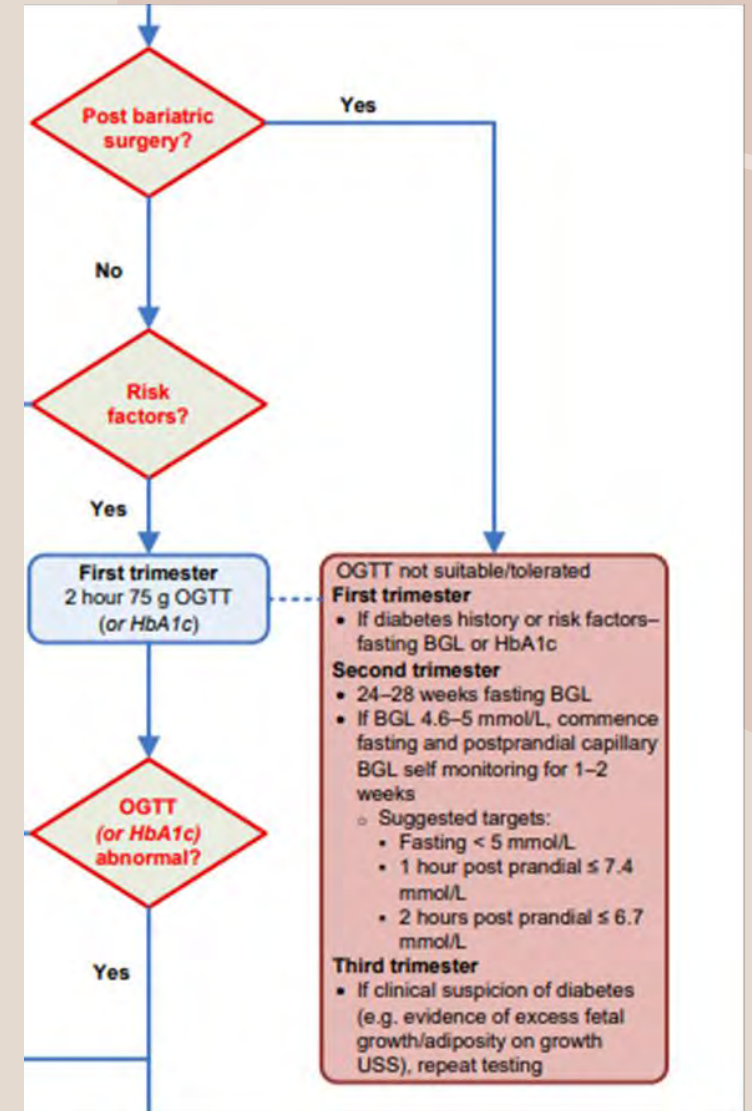 Post bariatric
surgery?
Yes
No
Risk
factors?
Yes
First trimester
2 hour 75 g OGTT
(or HbA1c)
OGTT
(or HbA1c)
abnormal?
Yes
OGTT not suitable/tolerated
First trimester
• If diabetes history or risk factors–
fasting BGL or HbA1c
Second trimester
• 24–28 weeks fasting BGL
• If BGL 4.6–5 mmol/L, commence
fasting and postprandial capillary
BGL self monitoring for 1–2
weeks
o Suggested targets:
▪ Fasting < 5 mmol/L
▪ 1 hour post prandial ≤ 7.4
mmol/L
▪ 2 hours post prandial ≤ 6.7
mmol/L
Third trimester
• If clinical suspicion of diabetes
(e.g. evidence of excess fetal
growth/adiposity on growth
USS), repeat testing